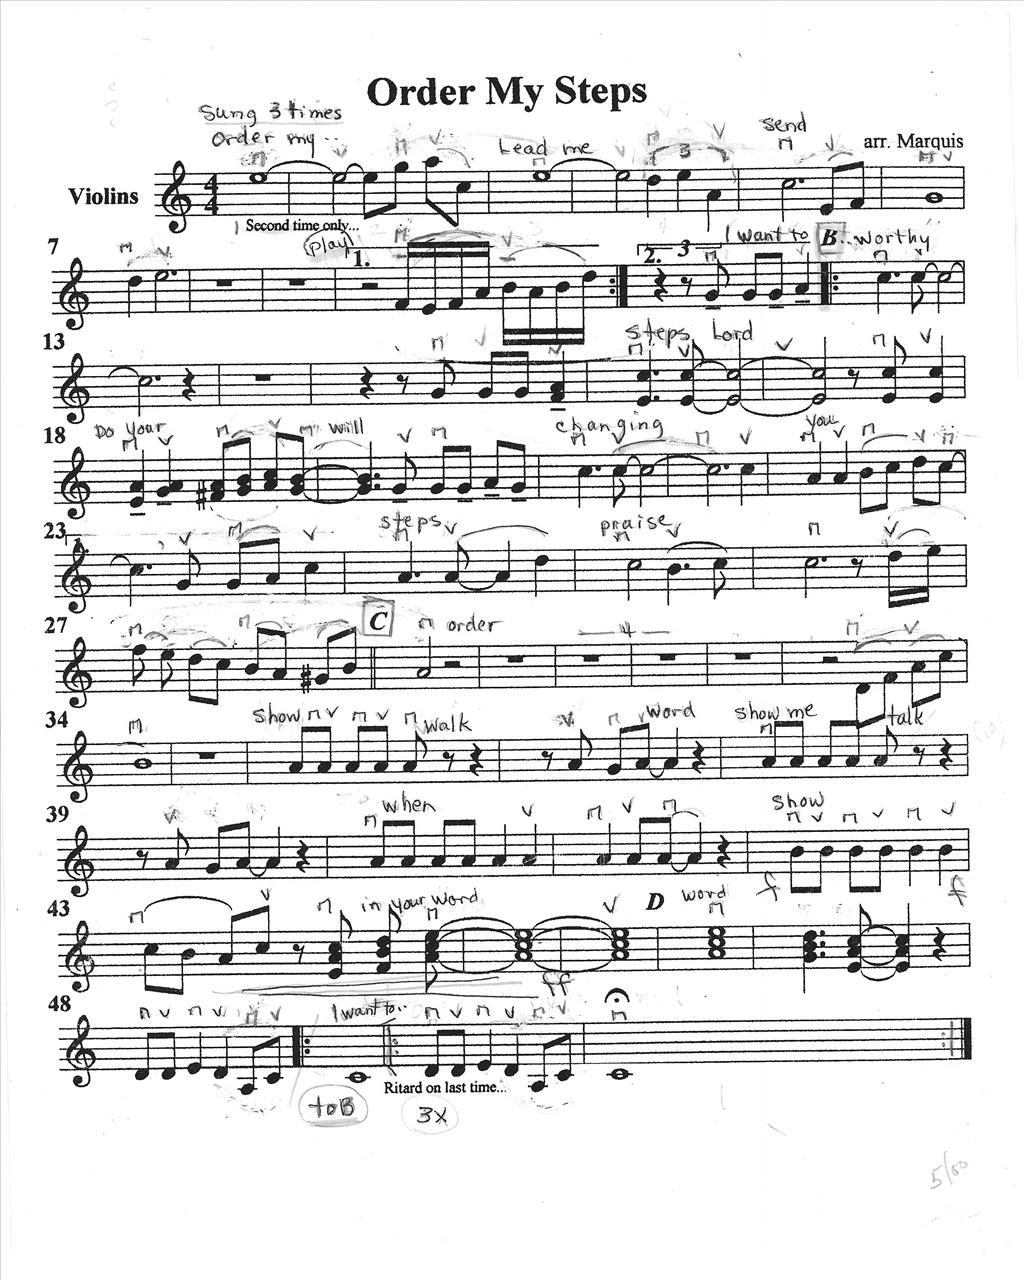 Order My Steps
Sung 3 times
Order my ..
Lead me
send
arr. Marquis
3
Violins
4
4
Second time only...
7
play
1.
2. 3
I want to B .. worthy
13
steps Lord
18
Do your will changing you
23
1.
steps praise
27
C order 4
34
show walk word show me talk
39
when show
f f
43
in your word D word
ff
48
I want to..
Ritard on last time...
to B
3x
5/00